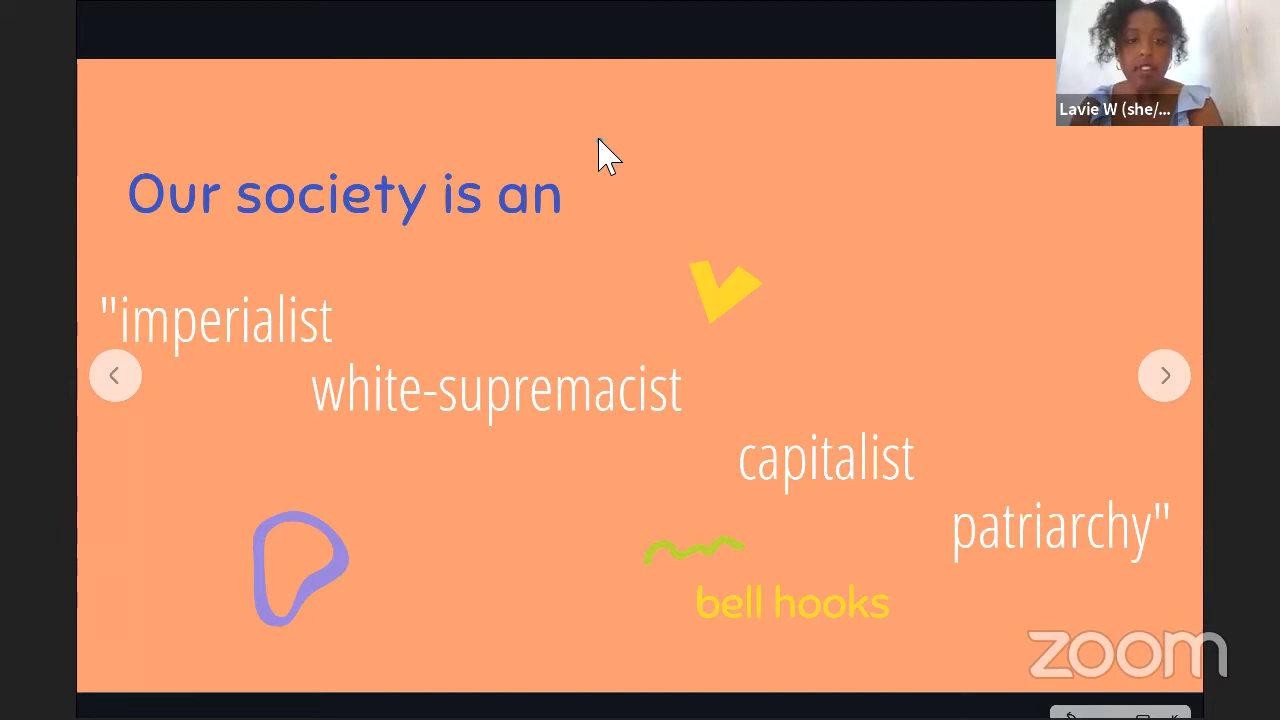 Lavie W (she/...
Our society is an
"imperialist
white-supremacist
capitalist
patriarchy"
bell hooks
zoom